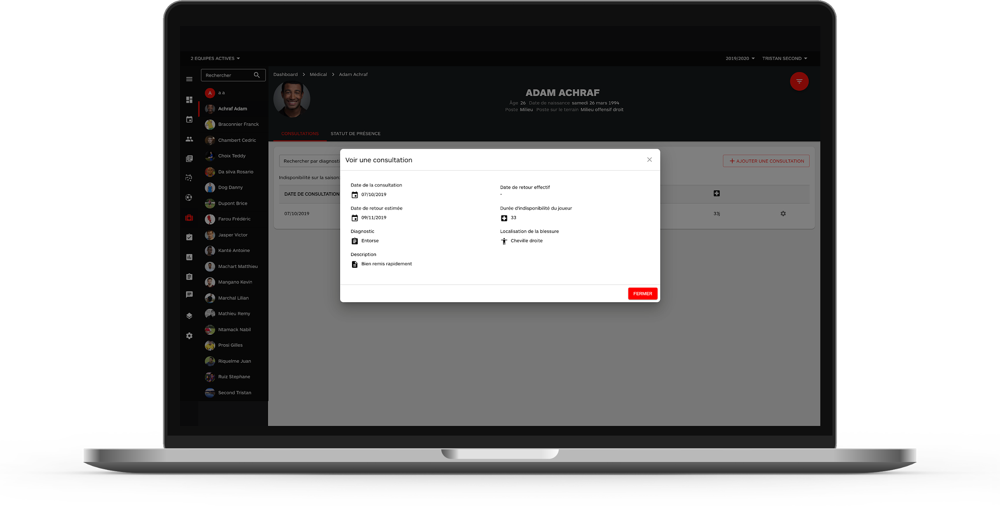 2 EQUIPES ACTIVES
2019/2020
TRISTAN SECOND
Rechercher
A
a a
Achraf Adam
Braconnier Franck
Chambert Cedric
Choix Teddy
Da silva Rosario
Dog Danny
Dupont Brice
Farou Frédéric
Jasper Victor
Kanté Antoine
Machart Matthieu
Mangano Kevin
Marchal Lilian
Mathieu Remy
Ntamack Nabil
Prosi Gilles
Riquelme Juan
Ruiz Stephane
Second Tristan
Dashboard > Médical > Adam Achraf
ADAM ACHRAF
Âge 26 Date de naissance samedi 26 mars 1994
Poste Milieu Poste sur le terrain Milieu offensif droit
CONSULTATIONS
STATUT DE PRÉSENCE
Rechercher par diagnosti
+ AJOUTER UNE CONSULTATION
Indisponibilité sur la saison:
DATE DE CONSULTATION
07/10/2019
33j
Voir une consultation
Date de la consultation
07/10/2019
Date de retour effectif
-
Date de retour estimée
09/11/2019
Durée d'indisponibilité du joueur
33
Diagnostic
Entorse
Localisation de la blessure
Cheville droite
Description
Bien remis rapidement
FERMER